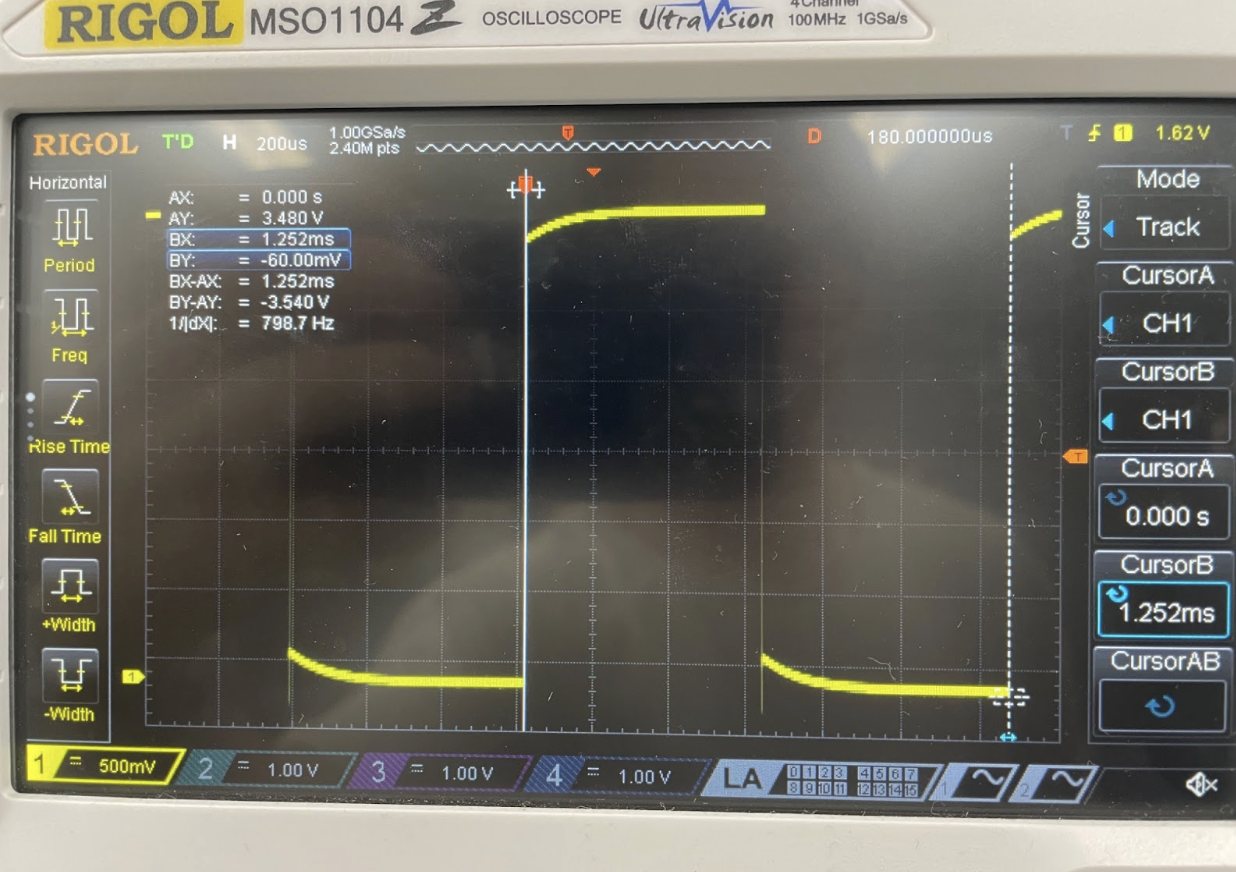 RIGOL MSO1104Z OSCILLOSCOPE UltraVision 4 Channel
100MHz 1GSa/s
RIGOL T'D H 200us 1.00GSa/s
2.40M pts
T
D 180.000000us T 1 1.62 V
Horizontal
Period
Freq
Rise Time
Fall Time
+Width
-Width
AX: = 0.000 s
AY: = 3.480 V
BX: = 1.252ms
BY: = -60.00mV
BX-AX: = 1.252ms
BY-AY: = -3.540 V
1/|dX|: = 798.7 Hz
T
1
Cursor
Mode
Track
CursorA
CH1
CursorB
CH1
CursorA
0.000 s
CursorB
1.252ms
CursorAB
1 = 500mV
2 = 1.00 V
3 = 1.00 V
4 = 1.00 V
LA
0 1 2 3 4 5 6 7
8 9 10 11 12 13 14 15
1
2